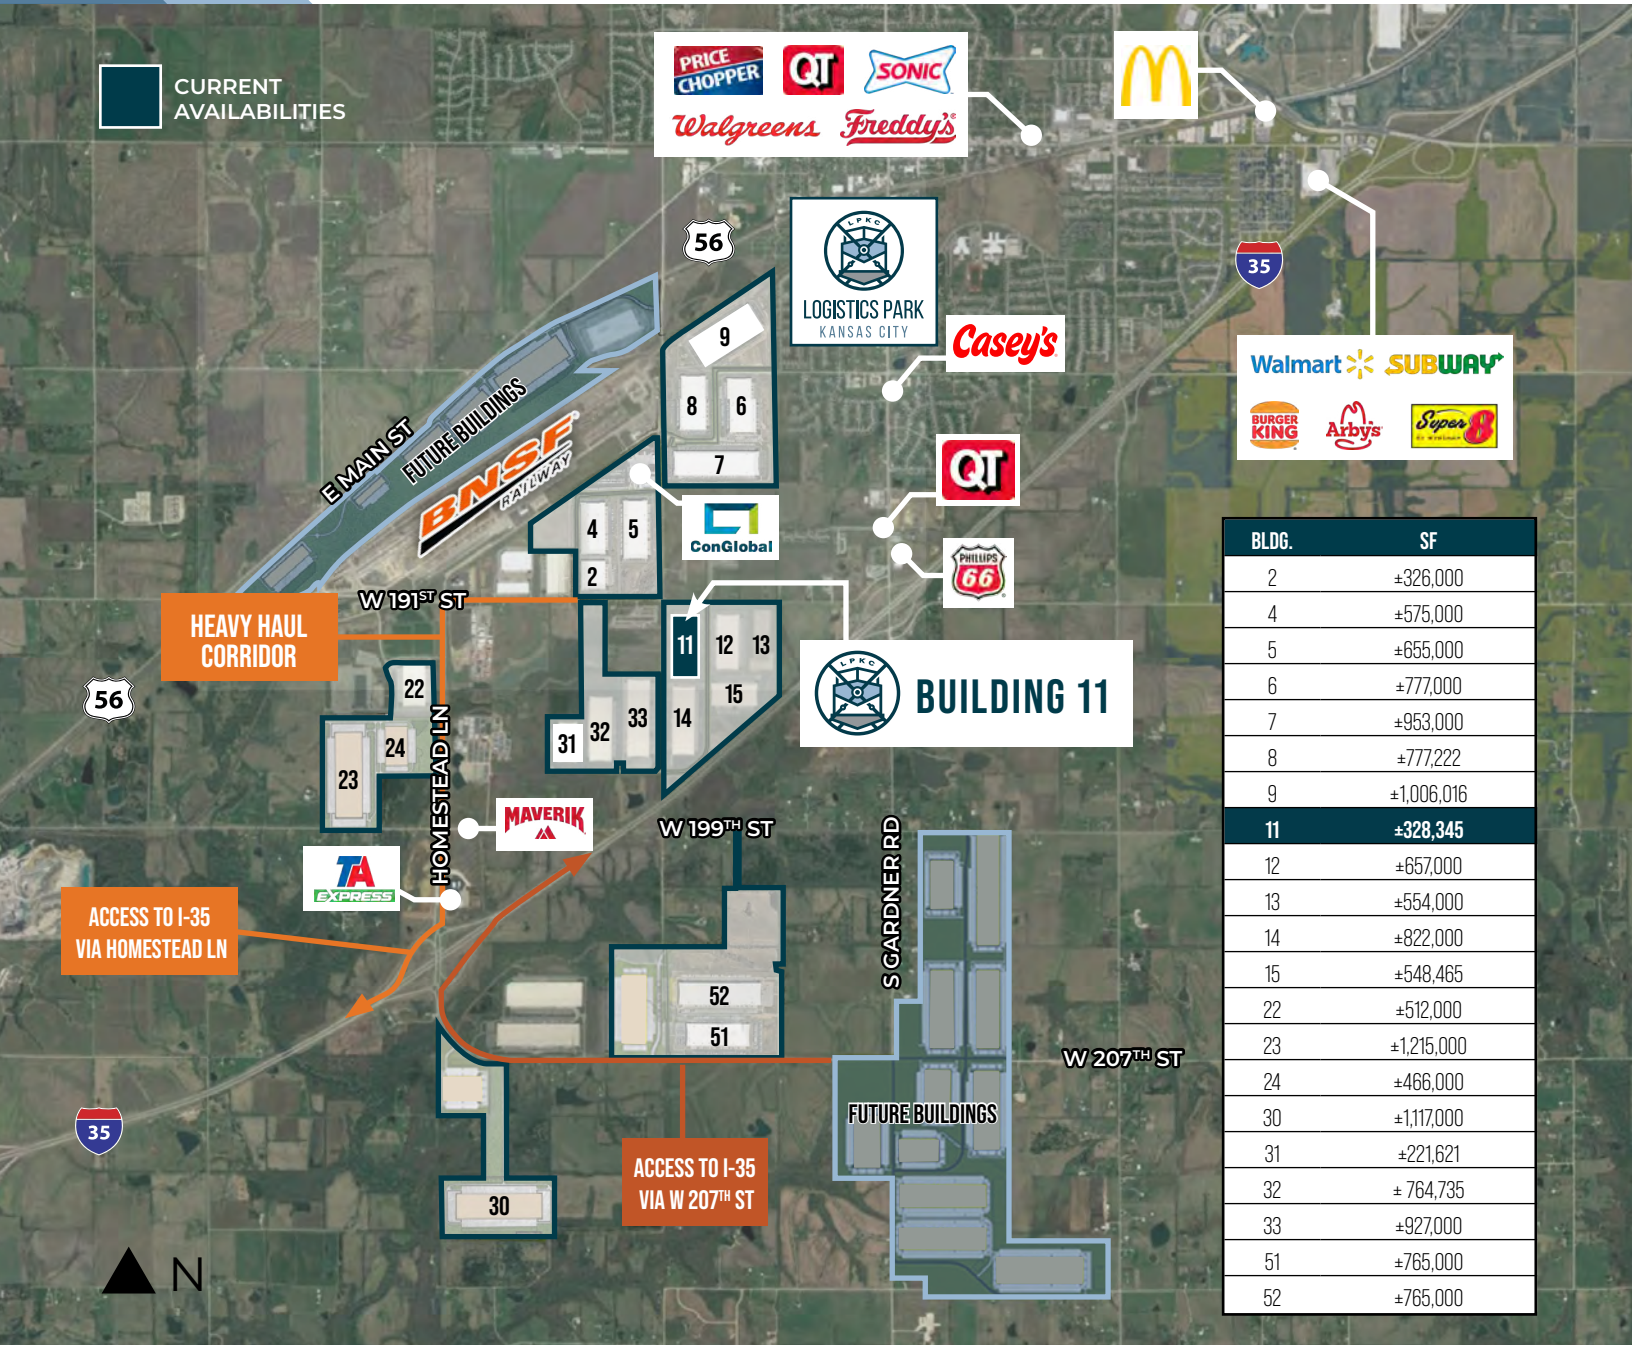 CURRENT
AVAILABILITIES
PRICE
CHOPPER
QT
SONIC
Walgreens
Freddy's
56
LPKC
LOGISTICS PARK
KANSAS CITY
35
Casey's
Walmart
SUBWAY
BURGER
KING
Arby's
Super 8
BY WYNDHAM
9
8
6
7
E MAIN ST
FUTURE BUILDINGS
BNSF
RAILWAY
QT
ConGlobal
PHILLIPS
66
4
5
2
W 191ST ST
HEAVY HAUL
CORRIDOR
56
11
12
13
15
14
LPKC
BUILDING 11
22
24
23
31
32
33
HOMESTEAD LN
MAVERIK
TA
EXPRESS
W 199TH ST
S GARDNER RD
ACCESS TO I-35
VIA HOMESTEAD LN
52
51
W 207TH ST
FUTURE BUILDINGS
35
ACCESS TO I-35
VIA W 207TH ST
30
N
BLDG. SF
2 ±326,000
4 ±575,000
5 ±655,000
6 ±777,000
7 ±953,000
8 ±777,222
9 ±1,006,016
11 ±328,345
12 ±657,000
13 ±554,000
14 ±822,000
15 ±548,465
22 ±512,000
23 ±1,215,000
24 ±466,000
30 ±1,117,000
31 ±221,621
32 ± 764,735
33 ±927,000
51 ±765,000
52 ±765,000